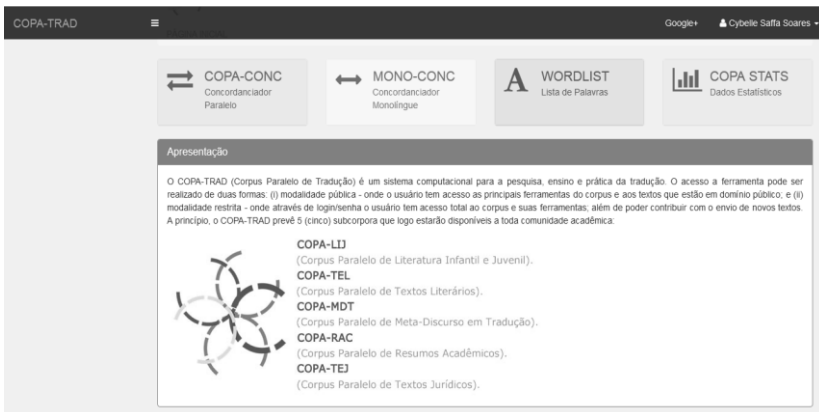 COPA-TRAD
Google+
Cybelle Saffa Soares
COPA-CONC
Concordanciador
Paralelo
MONO-CONC
Concordanciador
Monolíngue
A
WORDLIST
Lista de Palavras
COPA STATS
Dados Estatísticos
Apresentação
O COPA-TRAD (Corpus Paralelo de Tradução) é um sistema computacional para a pesquisa, ensino e prática da tradução. O acesso a ferramenta pode ser
realizado de duas formas: (i) modalidade pública - onde o usuário tem acesso as principais ferramentas do corpus e aos textos que estão em domínio público; e (ii)
modalidade restrita - onde através de login/senha o usuário tem acesso total ao corpus e suas ferramentas; além de poder contribuir com o envio de novos textos.
A princípio, o COPA-TRAD prevê 5 (cinco) subcorpora que logo estarão disponíveis a toda comunidade acadêmica:
COPA-LIJ
(Corpus Paralelo de Literatura Infantil e Juvenil).
COPA-TEL
(Corpus Paralelo de Textos Literários).
COPA-MDT
(Corpus Paralelo de Meta-Discurso em Tradução).
COPA-RAC
(Corpus Paralelo de Resumos Acadêmicos).
COPA-TEJ
(Corpus Paralelo de Textos Jurídicos).